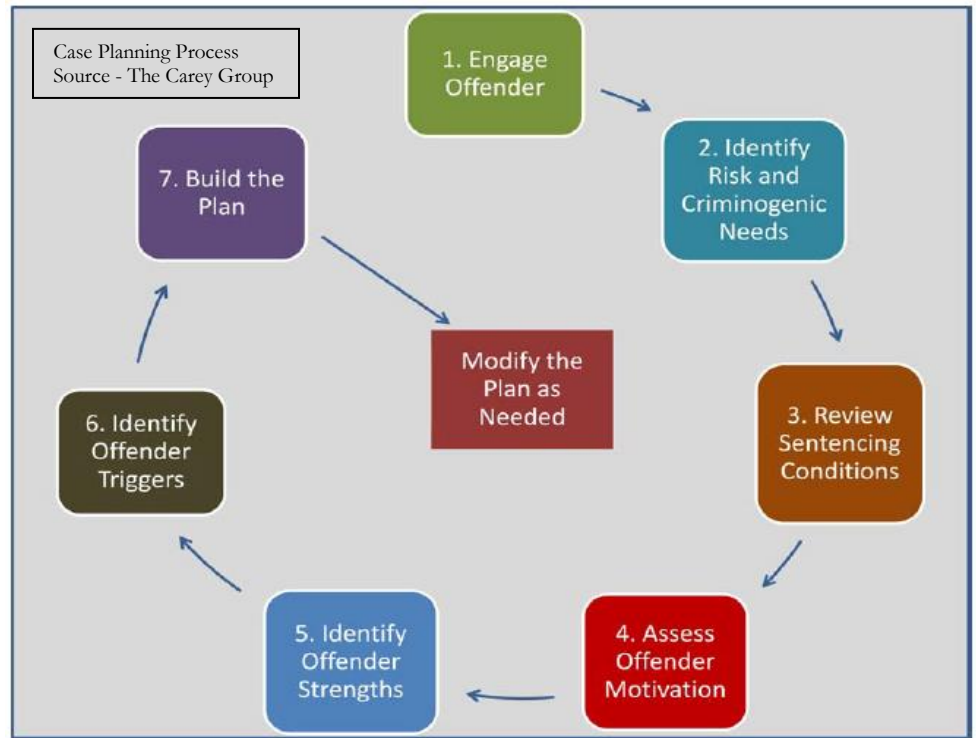 Case Planning Process
Source - The Carey Group
1. Engage
Offender
2. Identify
Risk and
Criminogenic
Needs
3. Review
Sentencing
Conditions
4. Assess
Offender
Motivation
5. Identify
Offender
Strengths
6. Identify
Offender
Triggers
7. Build the
Plan
Modify the
Plan as
Needed